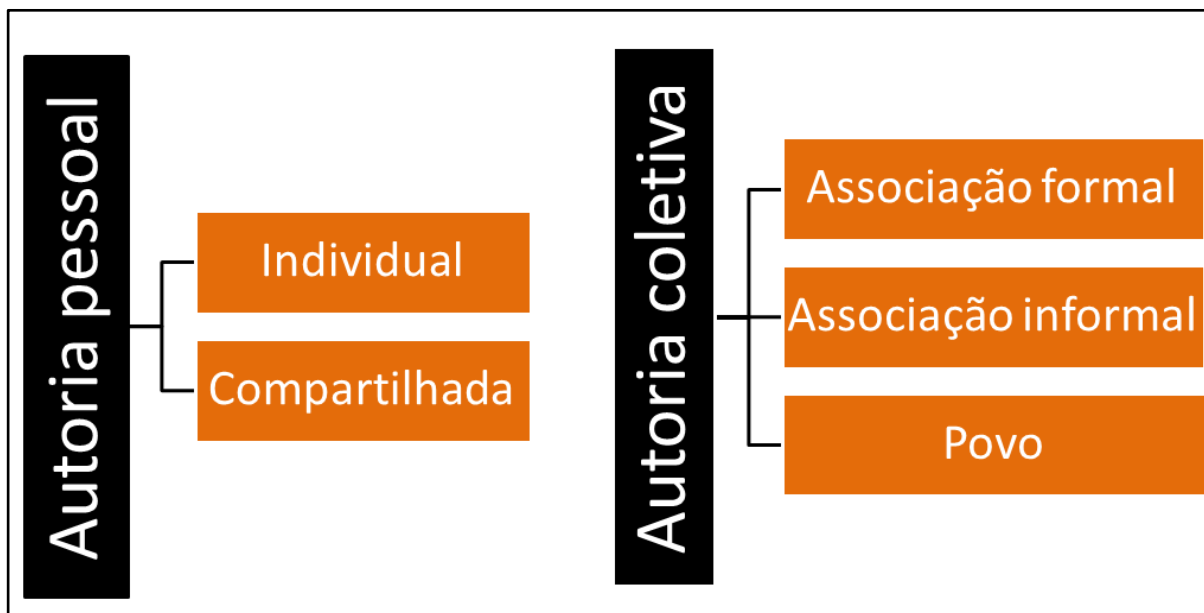 Autoria pessoal
Individual
Compartilhada
Autoria coletiva
Associação formal
Associação informal
Povo